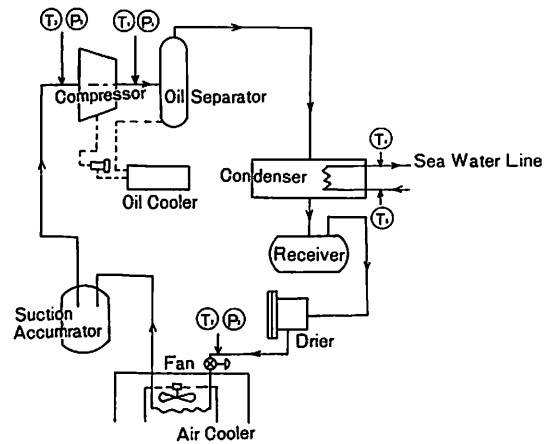 Compressor
Oil Separator
Oil Cooler
Condenser
Sea Water Line
Receiver
Suction
Accumrator
Drier
Fan
Air Cooler